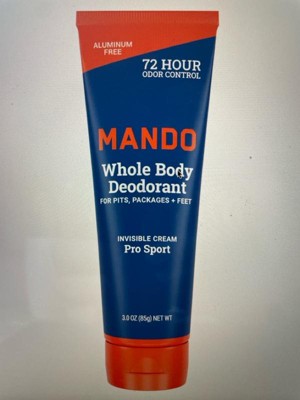 ALUMINUM
FREE
72 HOUR
ODOR CONTROL
MANDO
Whole Body
Deodorant
FOR PITS, PACKAGES + FEET
INVISIBLE CREAM
Pro Sport
3.0 OZ (85g) NET WT